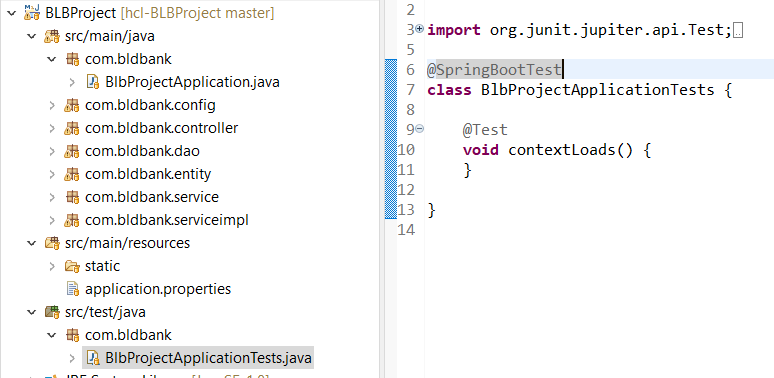 BLBProject [hcl-BLBProject master]
src/main/java
com.bldbank
BlbProjectApplication.java
com.bldbank.config
com.bldbank.controller
com.bldbank.dao
com.bldbank.entity
com.bldbank.service
com.bldbank.serviceimpl
src/main/resources
static
application.properties
src/test/java
com.bldbank
BlbProjectApplicationTests.java
2
3 import org.junit.jupiter.api.Test;
5
6 @SpringBootTest
7 class BlbProjectApplicationTests {
8
9 @Test
10 void contextLoads() {
11 }
12
13 }
14